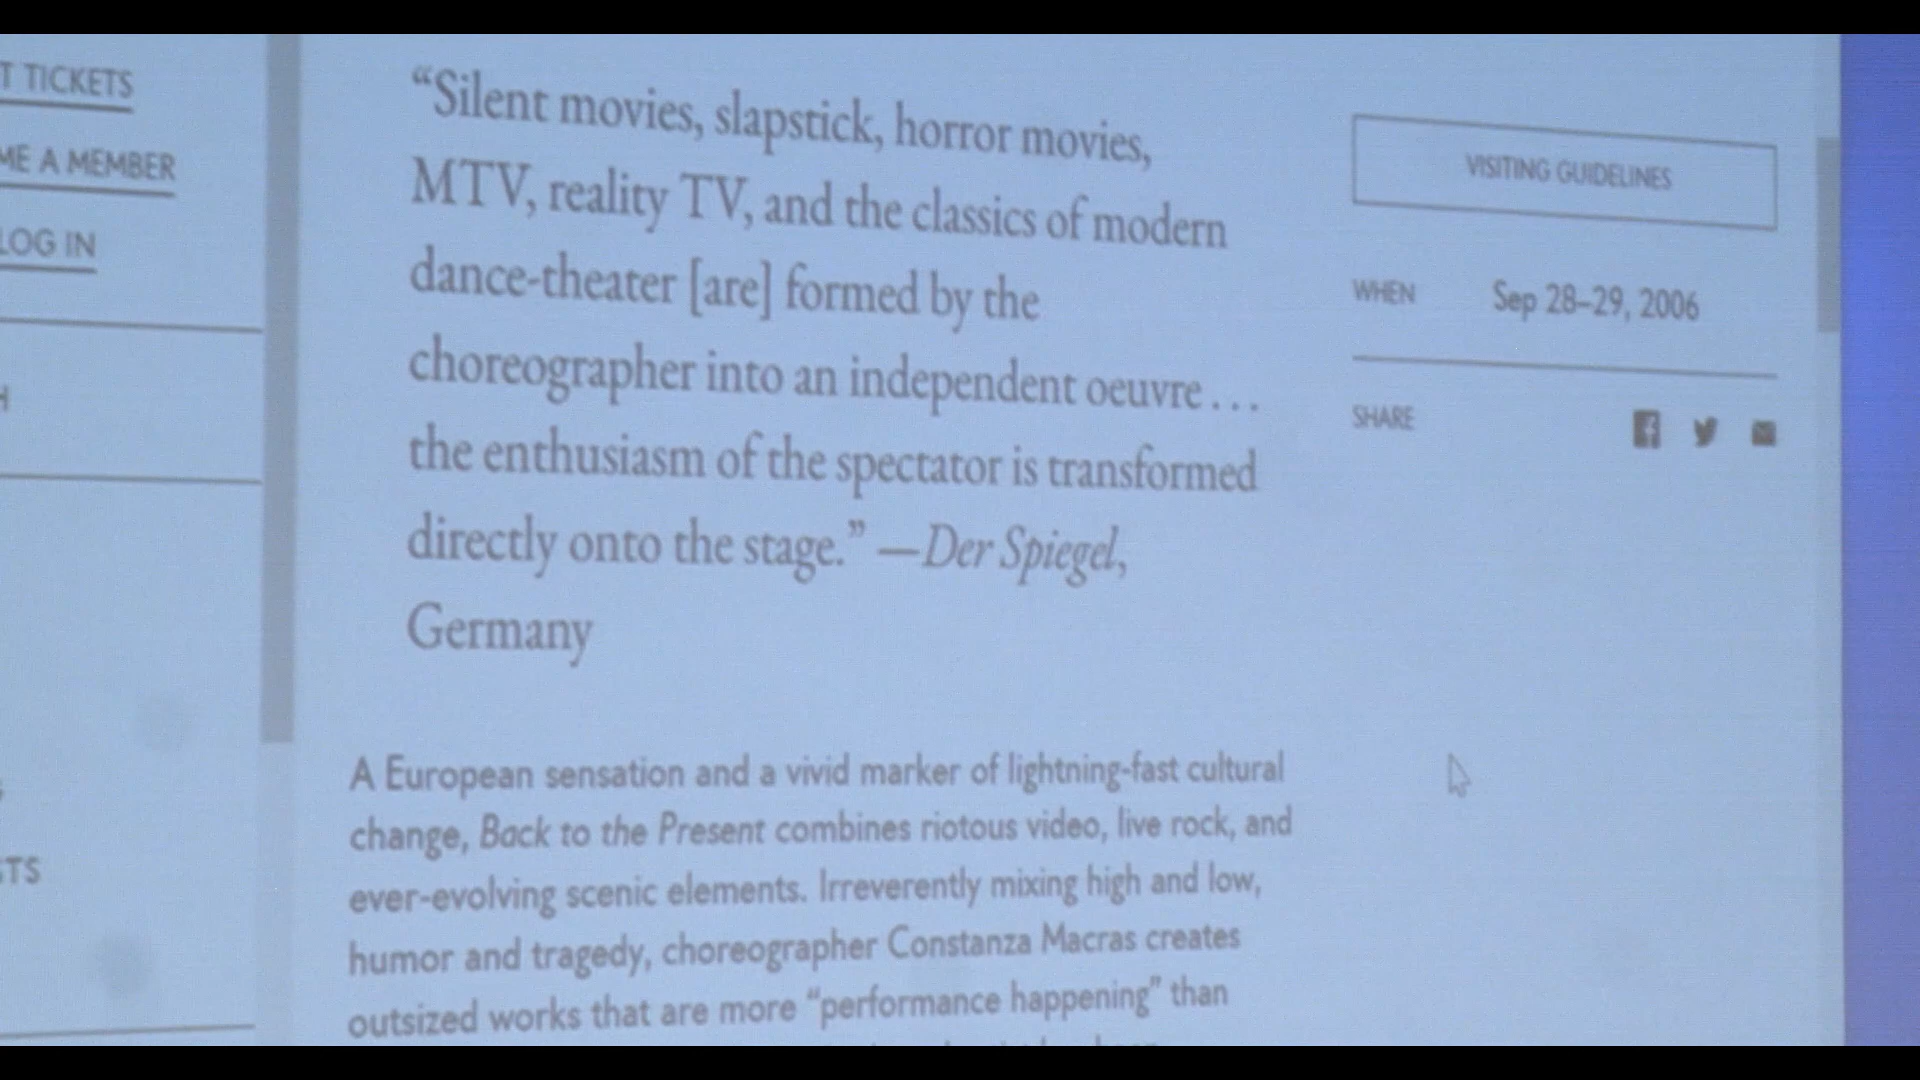 T TICKETS
ME A MEMBER
LOG IN
H
TS
“Silent movies, slapstick, horror movies,
MTV, reality TV, and the classics of modern
dance-theater [are] formed by the
choreographer into an independent oeuvre…
the enthusiasm of the spectator is transformed
directly onto the stage.” —Der Spiegel,
Germany
A European sensation and a vivid marker of lightning-fast cultural
change, Back to the Present combines riotous video, live rock, and
ever-evolving scenic elements. Irreverently mixing high and low,
humor and tragedy, choreographer Constanza Macras creates
outsized works that are more “performance happening” than
VISITING GUIDELINES
WHEN Sep 28–29, 2006
SHARE